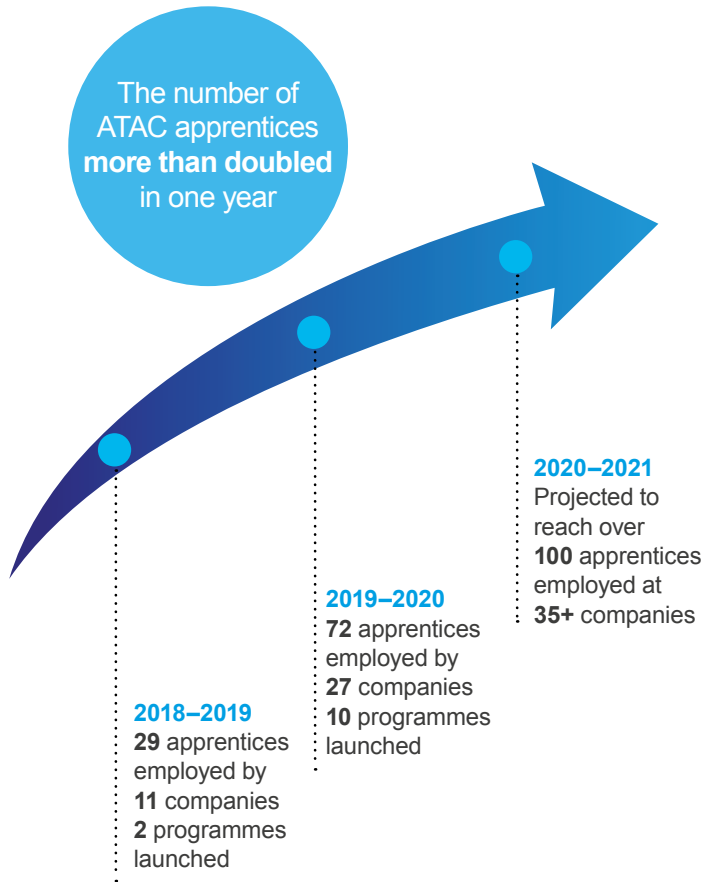 The number of
ATAC apprentices
more than doubled
in one year
2018–2019
29 apprentices
employed by
11 companies
2 programmes
launched
2019–2020
72 apprentices
employed by
27 companies
10 programmes
launched
2020–2021
Projected to
reach over
100 apprentices
employed at
35+ companies